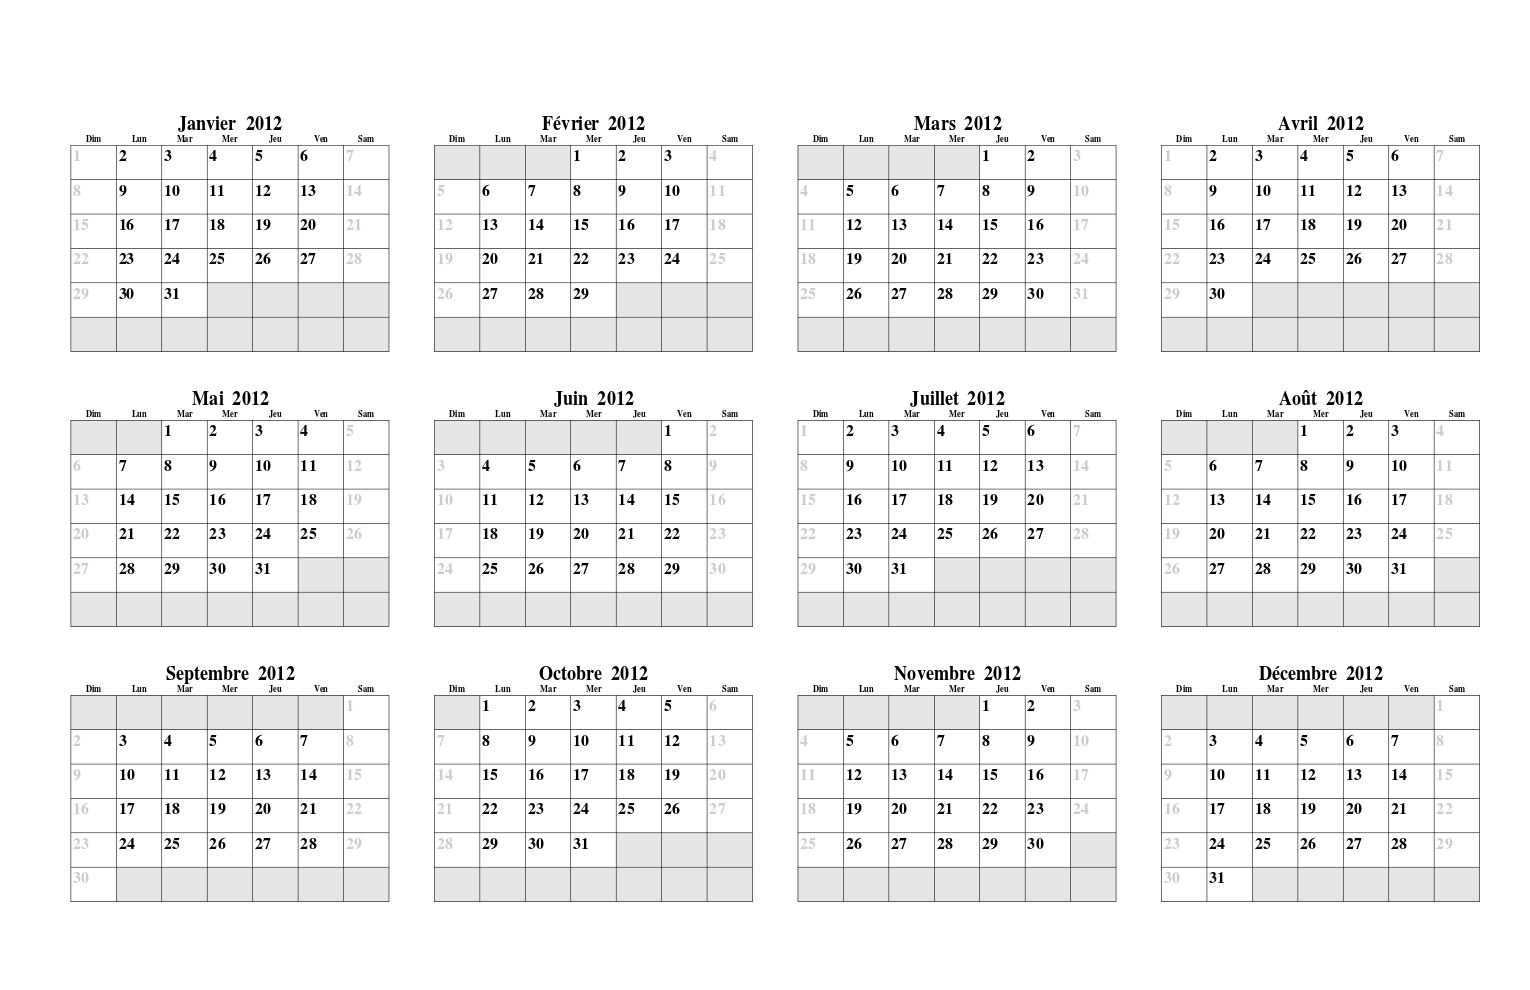 Janvier 2012
Dim Lun Mar Mer Jeu Ven Sam
1 2 3 4 5 6 7
8 9 10 11 12 13 14
15 16 17 18 19 20 21
22 23 24 25 26 27 28
29 30 31
Février 2012
Dim Lun Mar Mer Jeu Ven Sam
1 2 3 4
5 6 7 8 9 10 11
12 13 14 15 16 17 18
19 20 21 22 23 24 25
26 27 28 29
Mars 2012
Dim Lun Mar Mer Jeu Ven Sam
1 2 3
4 5 6 7 8 9 10
11 12 13 14 15 16 17
18 19 20 21 22 23 24
25 26 27 28 29 30 31
Avril 2012
Dim Lun Mar Mer Jeu Ven Sam
1 2 3 4 5 6 7
8 9 10 11 12 13 14
15 16 17 18 19 20 21
22 23 24 25 26 27 28
29 30
Mai 2012
Dim Lun Mar Mer Jeu Ven Sam
1 2 3 4 5
6 7 8 9 10 11 12
13 14 15 16 17 18 19
20 21 22 23 24 25 26
27 28 29 30 31
Juin 2012
Dim Lun Mar Mer Jeu Ven Sam
1 2
3 4 5 6 7 8 9
10 11 12 13 14 15 16
17 18 19 20 21 22 23
24 25 26 27 28 29 30
Juillet 2012
Dim Lun Mar Mer Jeu Ven Sam
1 2 3 4 5 6 7
8 9 10 11 12 13 14
15 16 17 18 19 20 21
22 23 24 25 26 27 28
29 30 31
Août 2012
Dim Lun Mar Mer Jeu Ven Sam
1 2 3 4
5 6 7 8 9 10 11
12 13 14 15 16 17 18
19 20 21 22 23 24 25
26 27 28 29 30 31
Septembre 2012
Dim Lun Mar Mer Jeu Ven Sam
1
2 3 4 5 6 7 8
9 10 11 12 13 14 15
16 17 18 19 20 21 22
23 24 25 26 27 28 29
30
Octobre 2012
Dim Lun Mar Mer Jeu Ven Sam
1 2 3 4 5 6
7 8 9 10 11 12 13
14 15 16 17 18 19 20
21 22 23 24 25 26 27
28 29 30 31
Novembre 2012
Dim Lun Mar Mer Jeu Ven Sam
1 2 3
4 5 6 7 8 9 10
11 12 13 14 15 16 17
18 19 20 21 22 23 24
25 26 27 28 29 30
Décembre 2012
Dim Lun Mar Mer Jeu Ven Sam
1
2 3 4 5 6 7 8
9 10 11 12 13 14 15
16 17 18 19 20 21 22
23 24 25 26 27 28 29
30 31